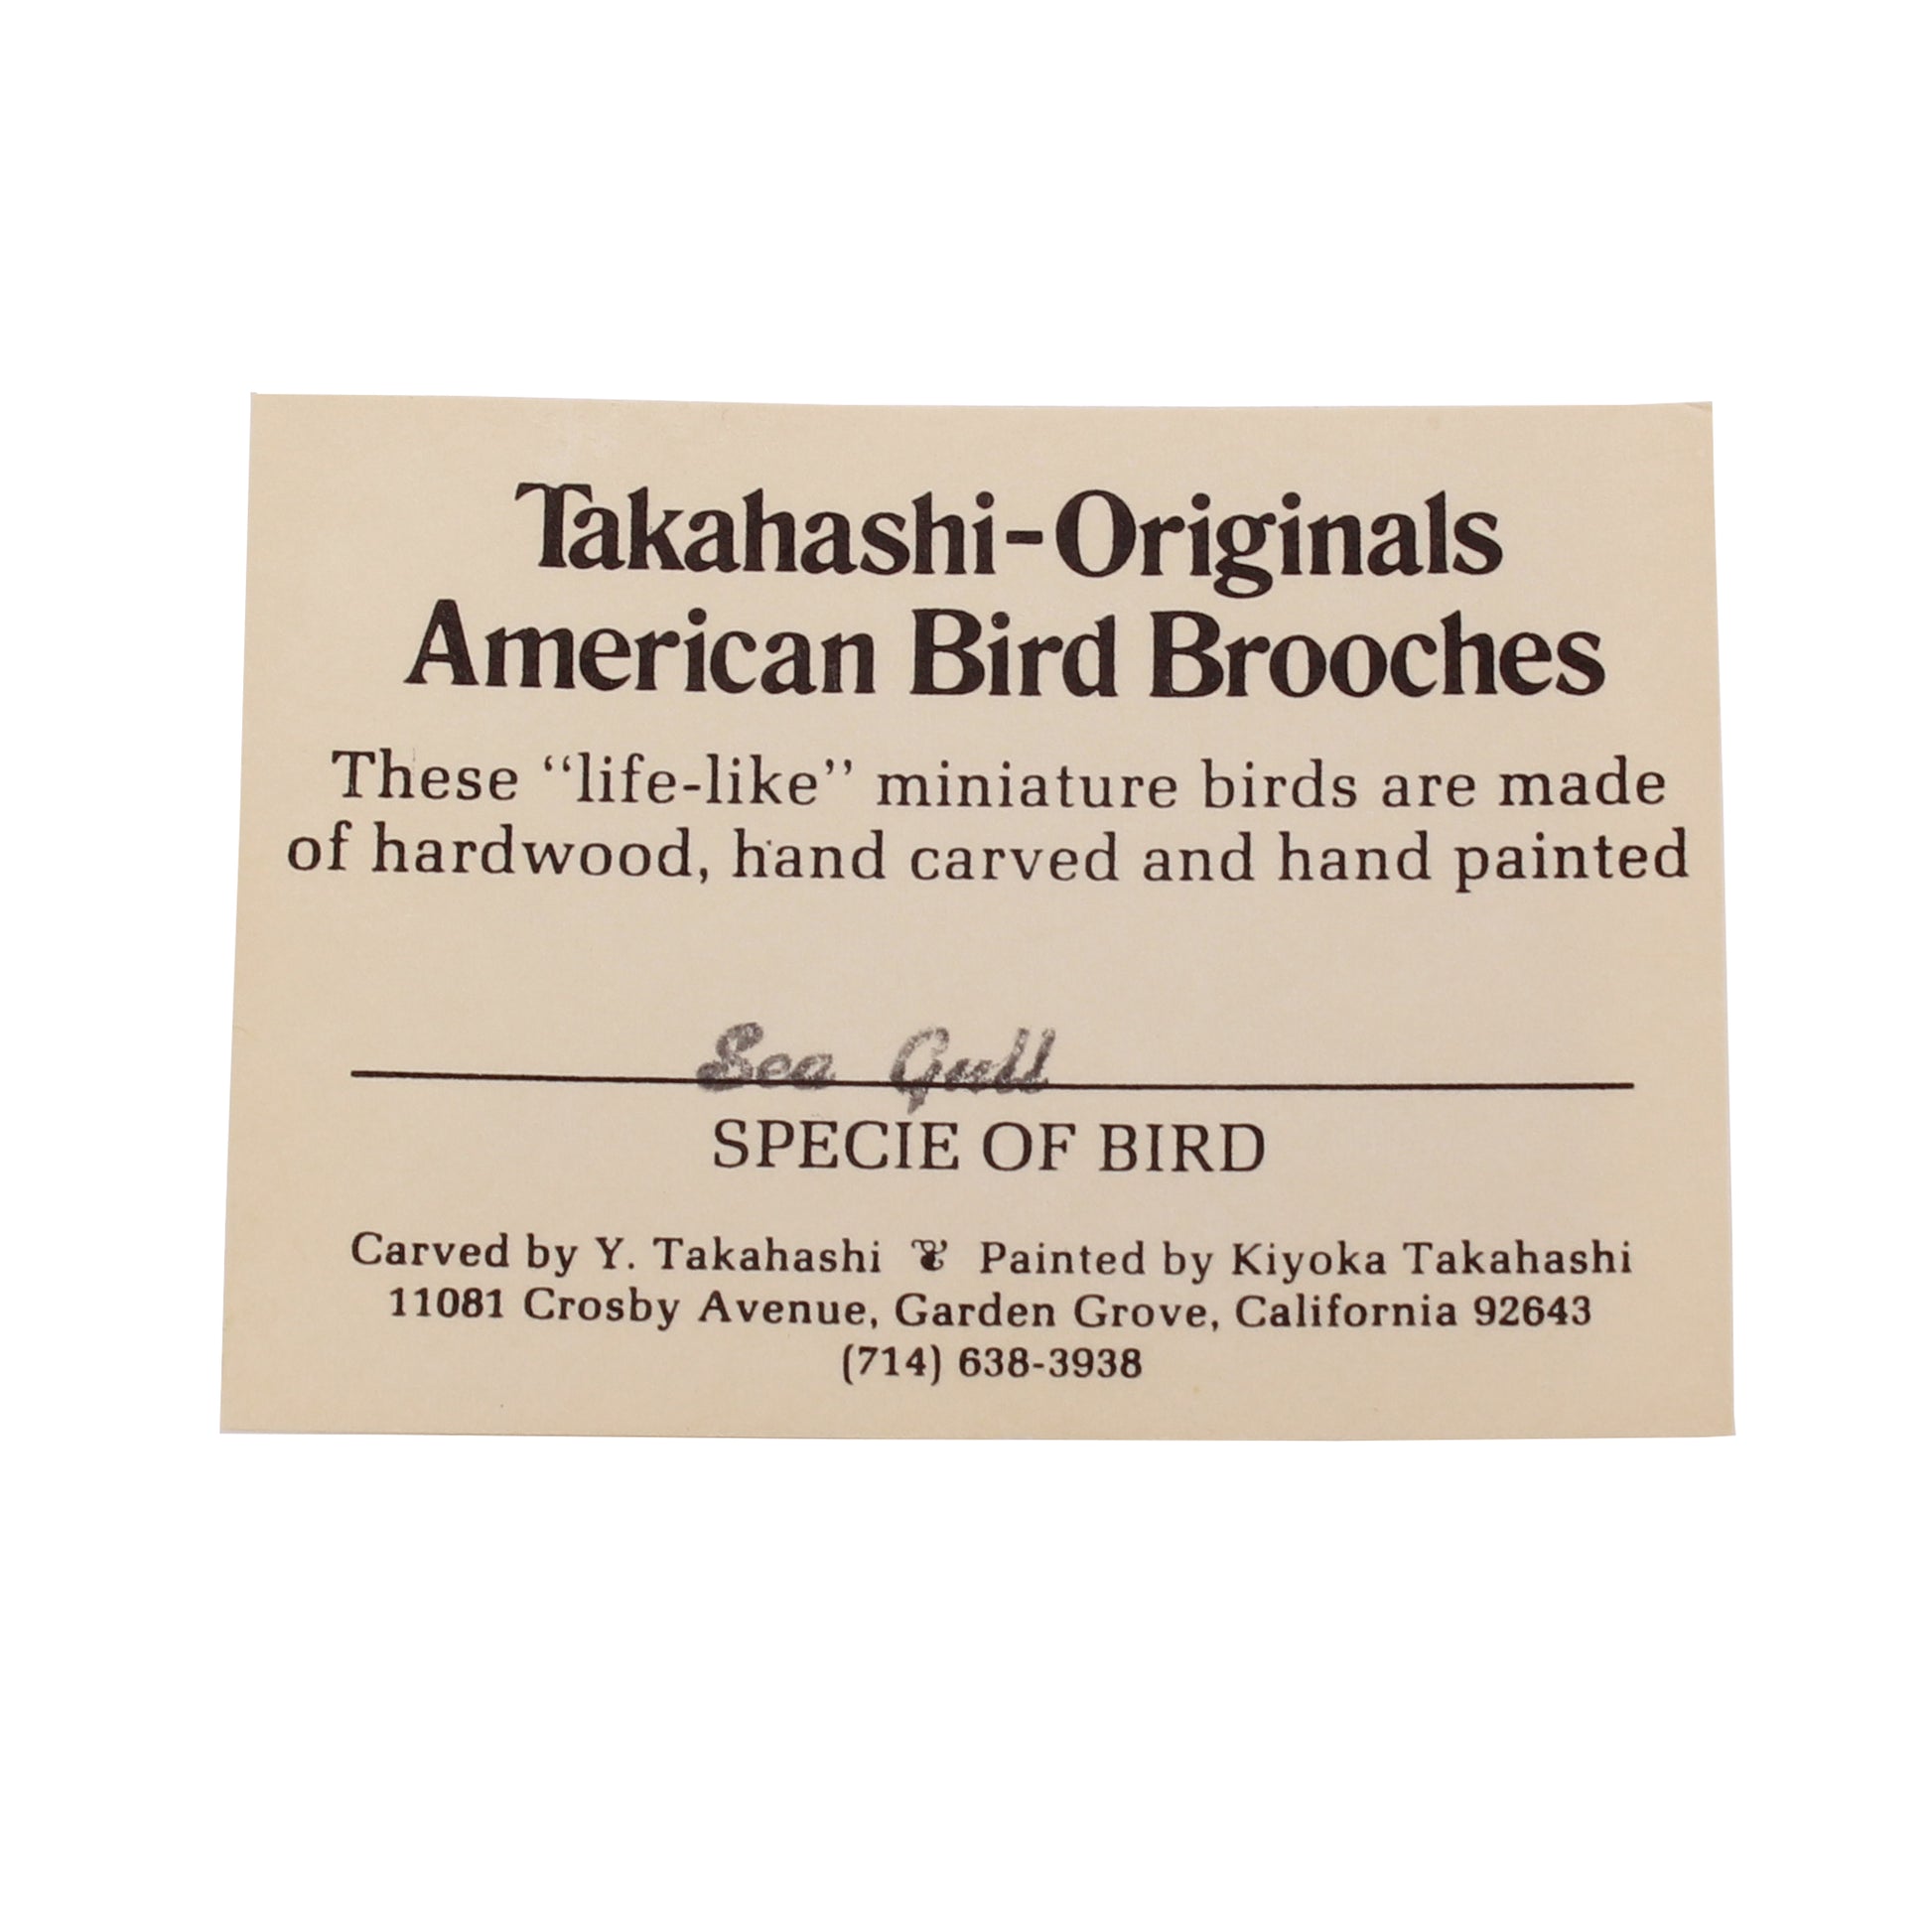 Takahashi-Originals
American Bird Brooches
These “life-like” miniature birds are made
of hardwood, hand carved and hand painted
Sea Gull
SPECIE OF BIRD
Carved by Y. Takahashi ❦ Painted by Kiyoka Takahashi
11081 Crosby Avenue, Garden Grove, California 92643
(714) 638-3938